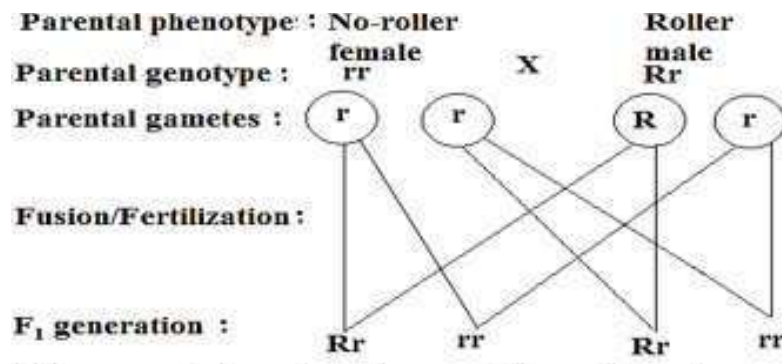 Parental phenotype : No-roller female Roller male
Parental genotype : rr X Rr
Parental gametes : r r R r
Fusion/Fertilization :
F₁ generation : Rr rr Rr rr